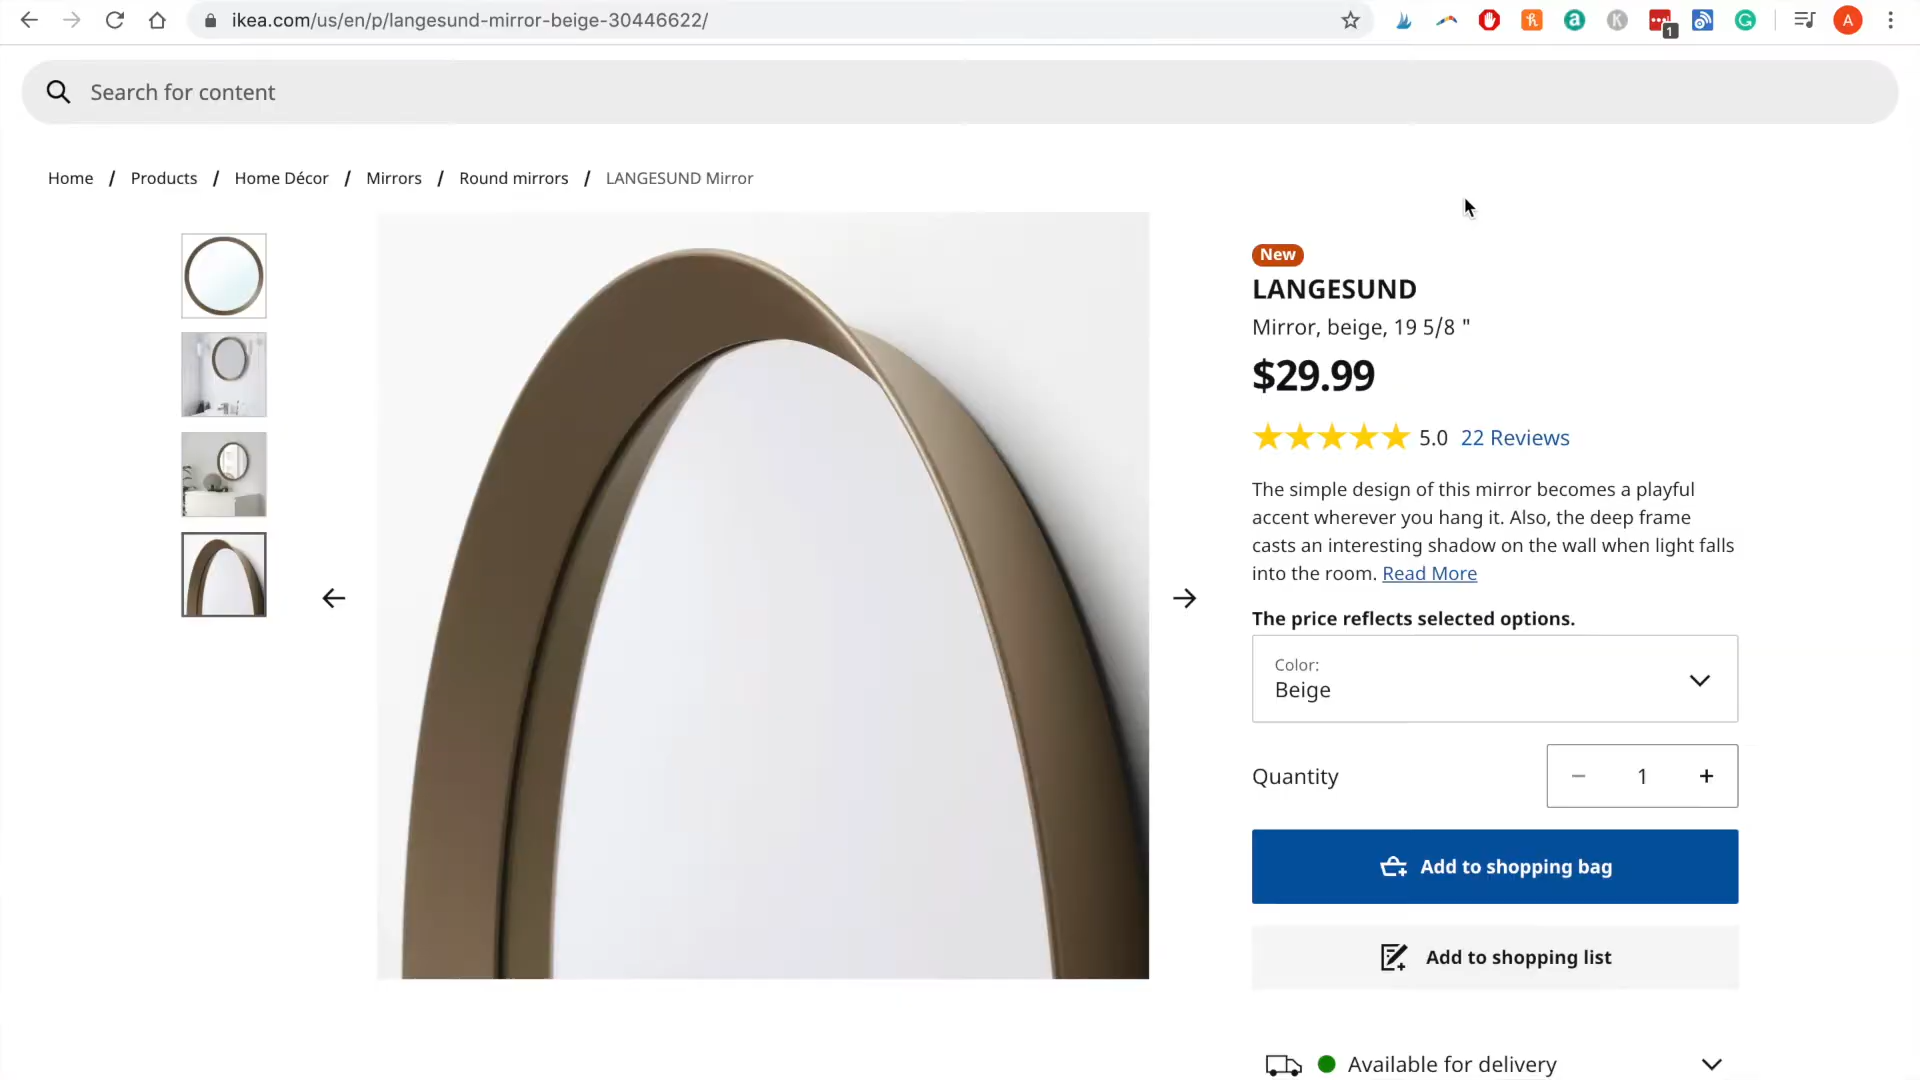 ikea.com/us/en/p/langesund-mirror-beige-30446622/
1
A
Search for content
Home / Products / Home Décor / Mirrors / Round mirrors / LANGESUND Mirror
New
LANGESUND
Mirror, beige, 19 5/8 "
$29.99
5.0 22 Reviews
The simple design of this mirror becomes a playful
accent wherever you hang it. Also, the deep frame
casts an interesting shadow on the wall when light falls
into the room. Read More
The price reflects selected options.
Color:
Beige
Quantity − 1 +
Add to shopping bag
Add to shopping list
Available for delivery